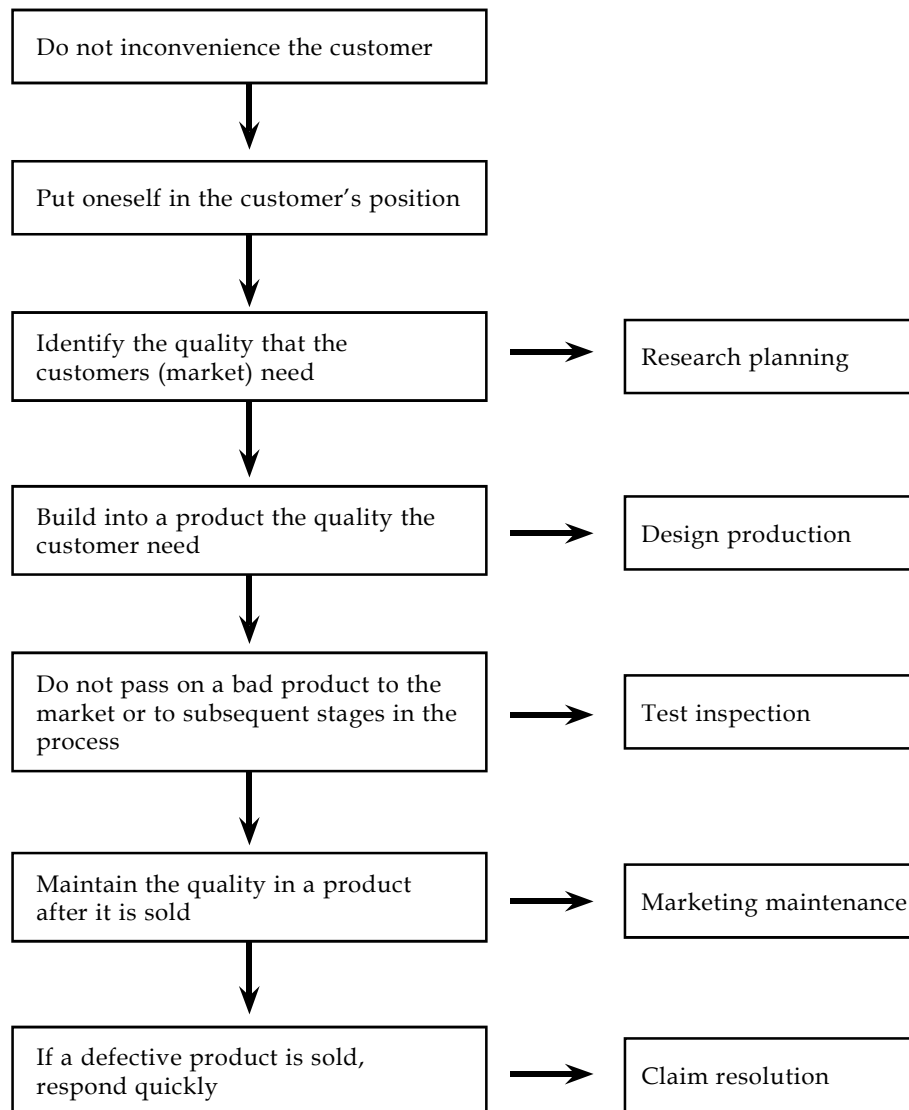 Do not inconvenience the customer
Put oneself in the customer’s position
Identify the quality that the
customers (market) need
Research planning
Build into a product the quality the
customer need
Design production
Do not pass on a bad product to the
market or to subsequent stages in the
process
Test inspection
Maintain the quality in a product
after it is sold
Marketing maintenance
If a defective product is sold,
respond quickly
Claim resolution